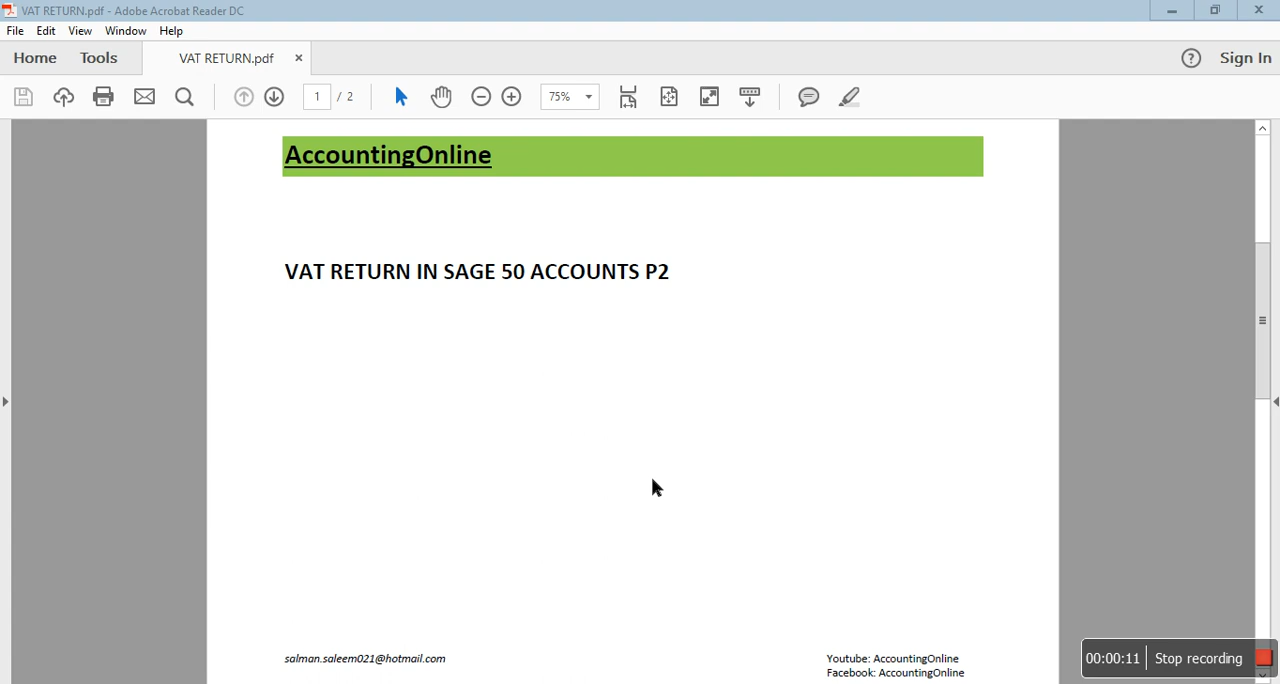 VAT RETURN.pdf - Adobe Acrobat Reader DC
File Edit View Window Help
Home Tools VAT RETURN.pdf × ? Sign In
1 / 2 75%
AccountingOnline
VAT RETURN IN SAGE 50 ACCOUNTS P2
salman.saleem021@hotmail.com
Youtube: AccountingOnline
Facebook: AccountingOnline
00:00:11 Stop recording